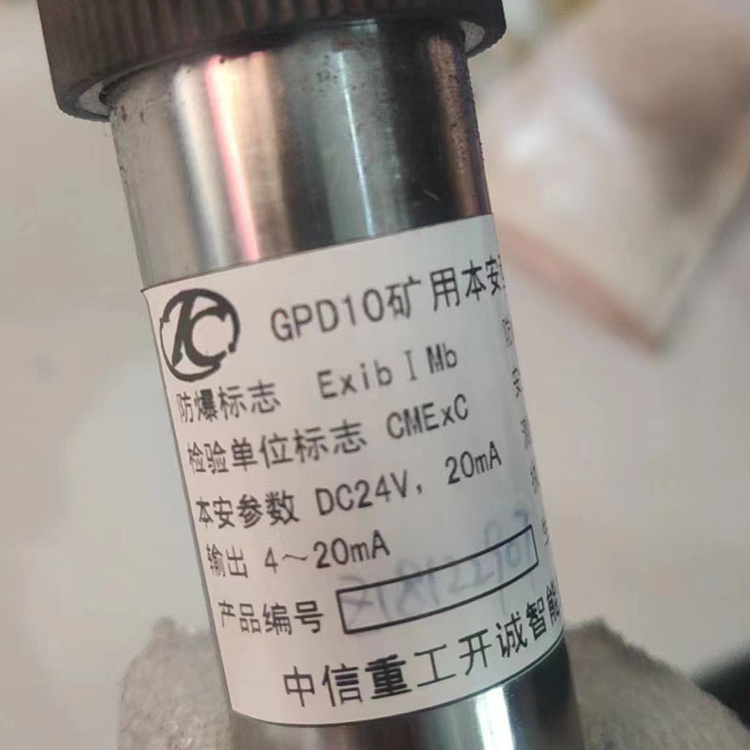 GPD10矿用本安型
防爆标志 Exib I Mb
检验单位标志 CMExC
本安参数 DC24V, 20mA
输出 4～20mA
产品编号
中信重工开诚智能